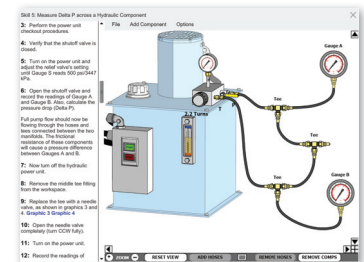 Skill 5: Measure Delta P across a Hydraulic Component
File Add Component Options
3: Perform the power unit
checkout procedures.
4: Verify that the shutoff valve is
closed.
5: Turn on the power unit and
adjust the relief valve's setting
until Gauge S reads 500 psi/3447
kPa.
6: Open the shutoff valve and
record the readings of Gauge A
and Gauge B. Also, calculate the
pressure drop (Delta P).
Full pump flow should now be
flowing through the hoses and
tees connected between the two
manifolds. The frictional
resistance of these components
will cause a pressure difference
between Gauges A and B.
7: Now turn off the hydraulic
power unit.
8: Remove the middle tee fitting
from the workspace.
9: Replace the tee with a needle
valve, as shown in graphics 3 and
4. Graphic 3 Graphic 4
10: Open the needle valve
completely (turn CCW fully).
11: Turn on the power unit.
12: Record the readings of
Gauge A
Tee
T
P
2.2 Turns
Tee
Tee
Gauge B
ZOOM
RESET VIEW
ADD HOSES
REMOVE HOSES
REMOVE COMPS